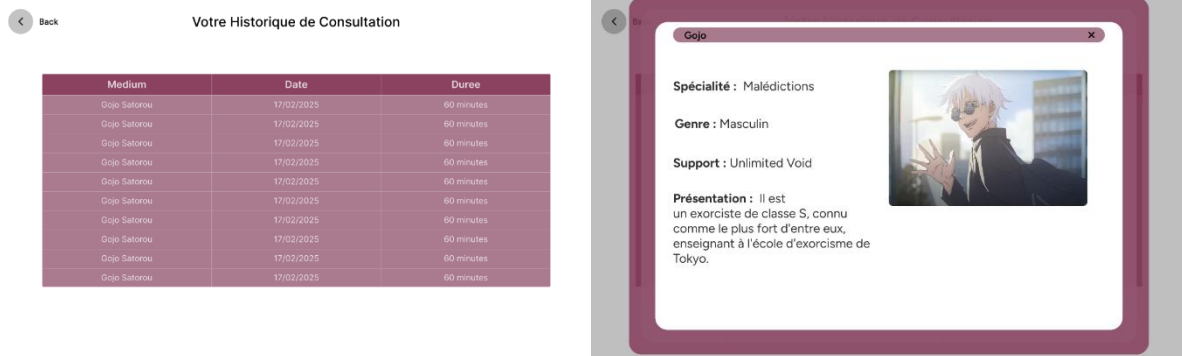 Back
Votre Historique de Consultation
Medium Date Duree
Gojo Satorou 17/02/2025 60 minutes
Gojo Satorou 17/02/2025 60 minutes
Gojo Satorou 17/02/2025 60 minutes
Gojo Satorou 17/02/2025 60 minutes
Gojo Satorou 17/02/2025 60 minutes
Gojo Satorou 17/02/2025 60 minutes
Gojo Satorou 17/02/2025 60 minutes
Gojo Satorou 17/02/2025 60 minutes
Gojo Satorou 17/02/2025 60 minutes
Gojo Satorou 17/02/2025 60 minutes
Gojo
Spécialité : Malédictions
Genre : Masculin
Support : Unlimited Void
Présentation : Il est
un exorciste de classe S, connu
comme le plus fort d'entre eux,
enseignant à l'école d'exorcisme de
Tokyo.